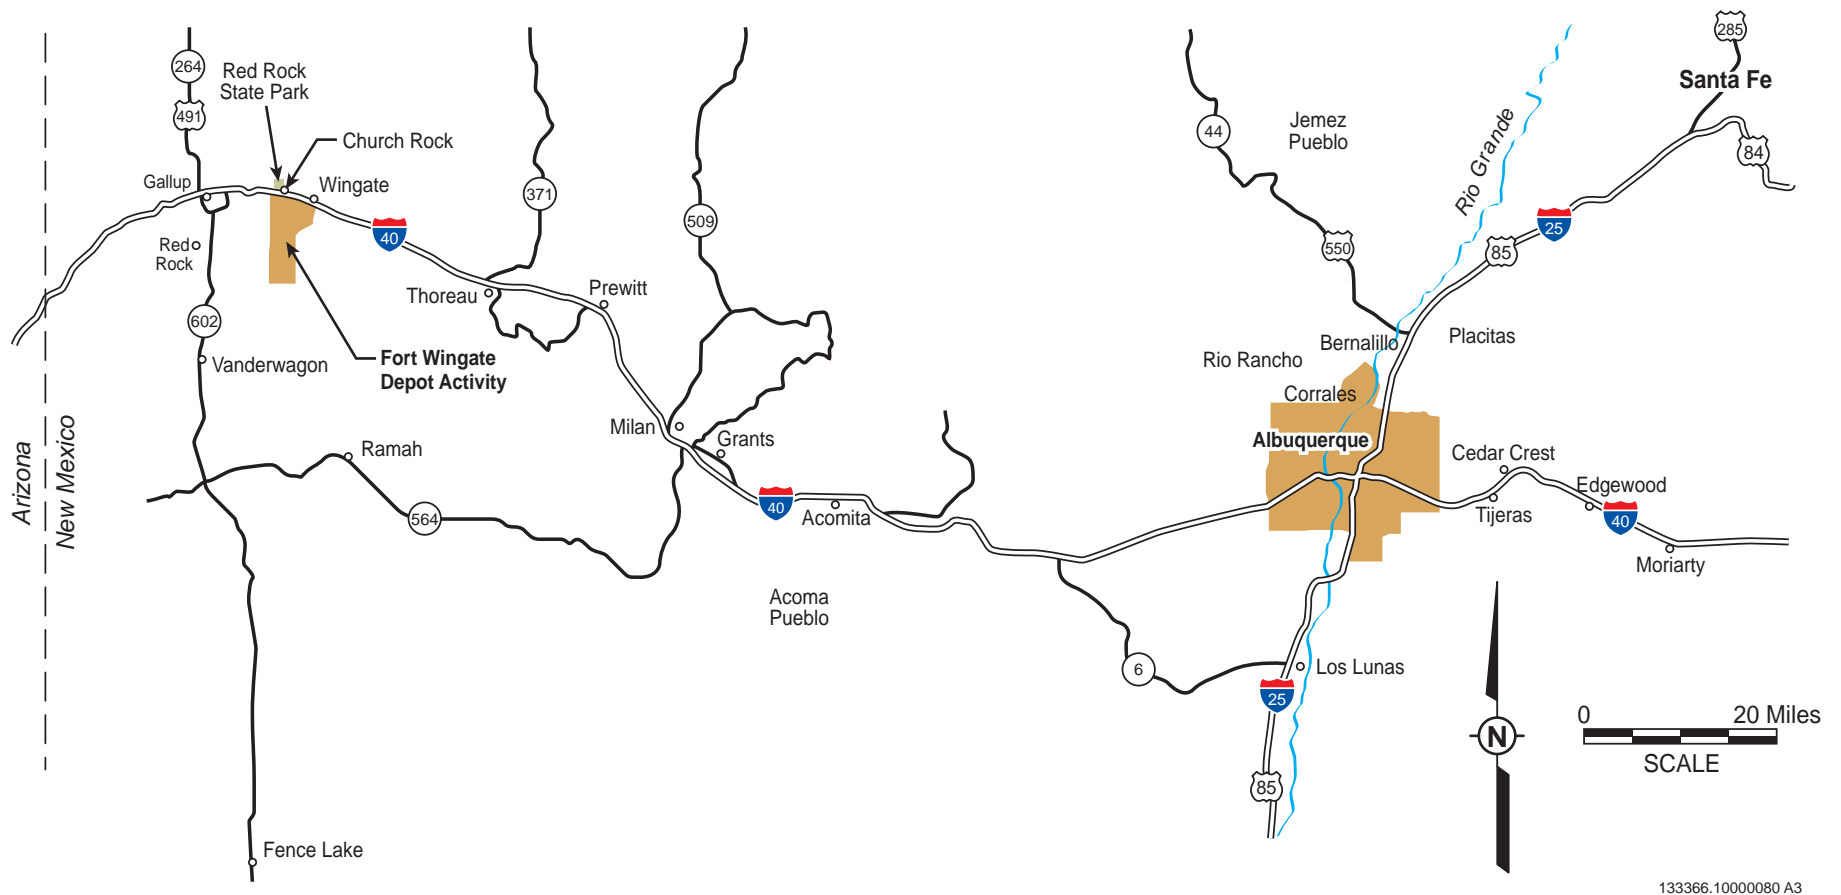 285
Santa Fe
264
Red Rock
State Park
491
Rio Grande
Jemez
Pueblo
44
Church Rock
84
Gallup
Wingate
371
509
25
40
550
85
Red
Rock
Thoreau
Prewitt
602
Bernalillo
Placitas
Vanderwagon
Fort Wingate
Depot Activity
Rio Rancho
Corrales
Milan
Grants
Albuquerque
Ramah
Cedar Crest
Arizona
New Mexico
Edgewood
40
Acomita
564
Tijeras
40
Moriarty
Acoma
Pueblo
6
Los Lunas
25
0
20 Miles
N
SCALE
85
Fence Lake
133366.10000080 A3